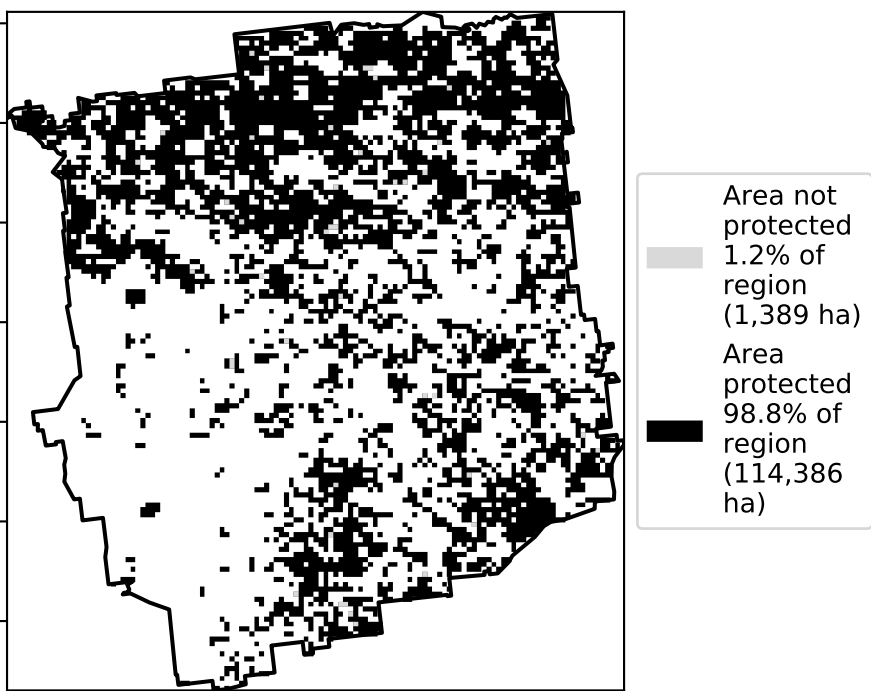 Area not
protected
1.2% of
region
(1,389 ha)
Area
protected
98.8% of
region
(114,386
ha)